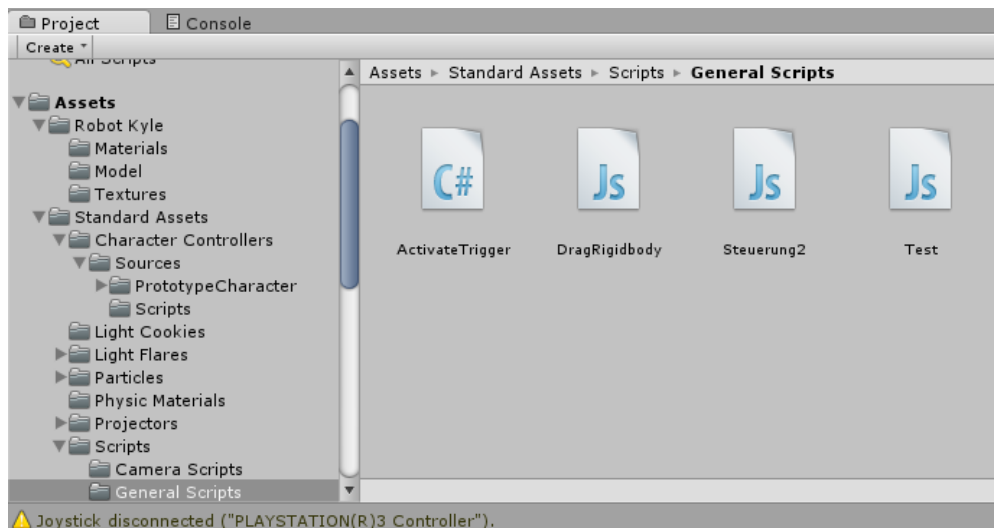 Project
Console
Create
All Scripts
Assets
Robot Kyle
Materials
Model
Textures
Standard Assets
Character Controllers
Sources
PrototypeCharacter
Scripts
Light Cookies
Light Flares
Particles
Physic Materials
Projectors
Scripts
Camera Scripts
General Scripts
Assets ▸ Standard Assets ▸ Scripts ▸ General Scripts
C# Js Js Js
ActivateTrigger DragRigidbody Steuerung2 Test
Joystick disconnected ("PLAYSTATION(R)3 Controller").